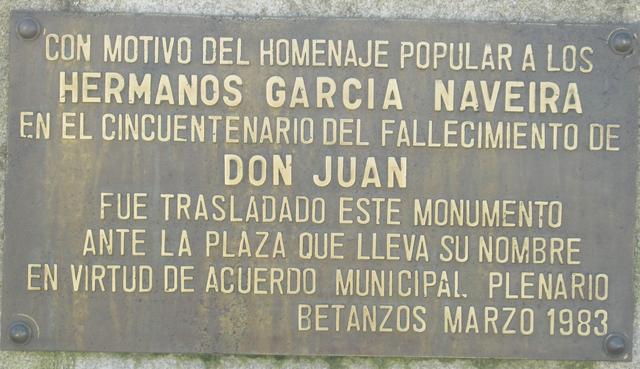 CON MOTIVO DEL HOMENAJE POPULAR A LOS
HERMANOS GARCIA NAVEIRA
EN EL CINCUENTENARIO DEL FALLECIMIENTO DE
DON JUAN
FUE TRASLADADO ESTE MONUMENTO
ANTE LA PLAZA QUE LLEVA SU NOMBRE
EN VIRTUD DE ACUERDO MUNICIPAL PLENARIO
BETANZOS MARZO 1983